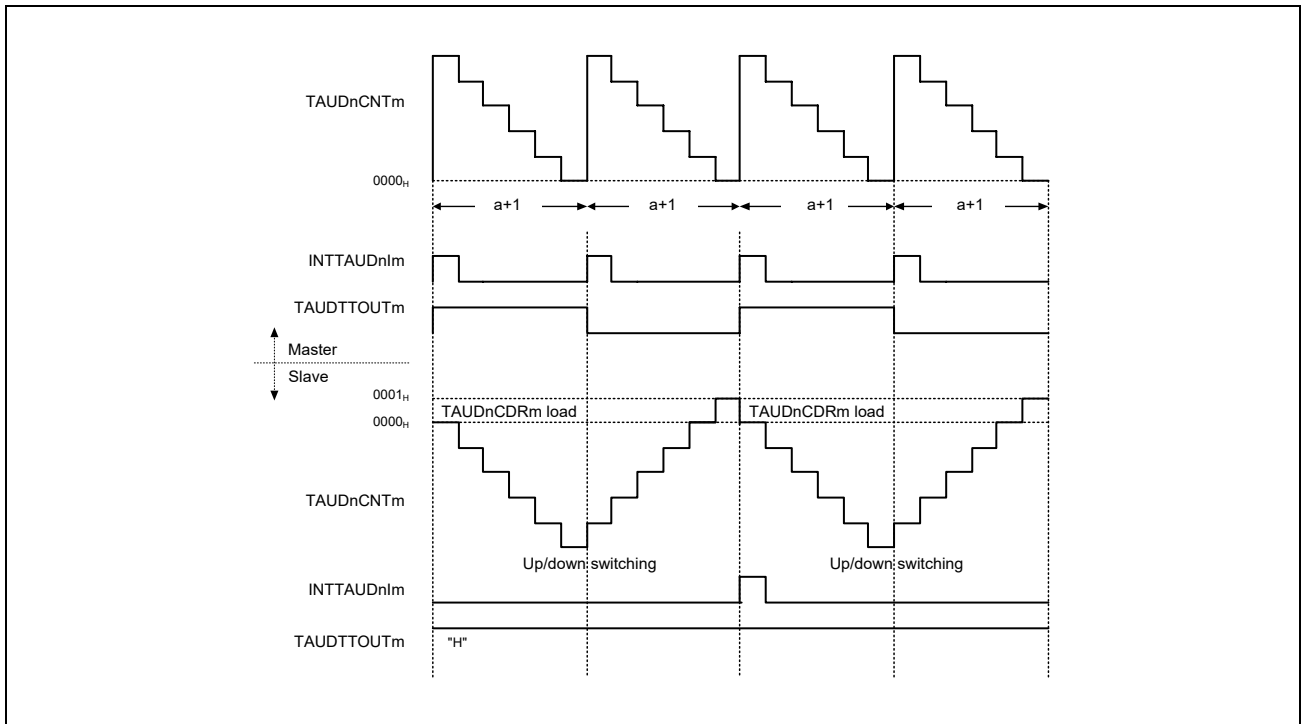 TAUDnCNTm
0000H
a+1 a+1 a+1 a+1
INTTAUDnIm
TAUDTTOUTm
Master
Slave
0001H
TAUDnCDRm load TAUDnCDRm load
0000H
TAUDnCNTm
Up/down switching Up/down switching
INTTAUDnIm
TAUDTTOUTm "H"